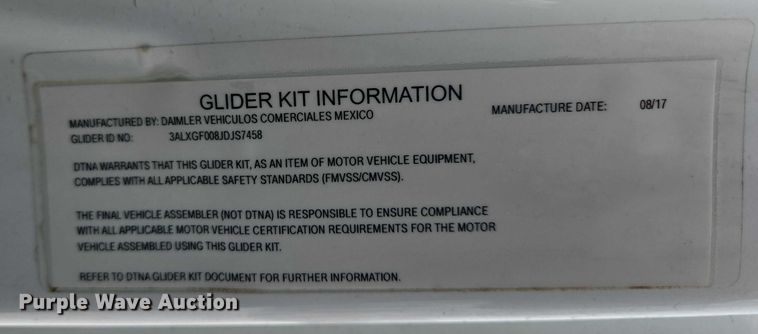 GLIDER KIT INFORMATION
MANUFACTURED BY: DAIMLER VEHICULOS COMERCIALES MEXICO
MANUFACTURE DATE: 08/17
GLIDER ID NO: 3ALXGF008JDJS7458
DTNA WARRANTS THAT THIS GLIDER KIT, AS AN ITEM OF MOTOR VEHICLE EQUIPMENT,
COMPLIES WITH ALL APPLICABLE SAFETY STANDARDS (FMVSS/CMVSS).
THE FINAL VEHICLE ASSEMBLER (NOT DTNA) IS RESPONSIBLE TO ENSURE COMPLIANCE
WITH ALL APPLICABLE MOTOR VEHICLE CERTIFICATION REQUIREMENTS FOR THE MOTOR
VEHICLE ASSEMBLED USING THIS GLIDER KIT.
REFER TO DTNA GLIDER KIT DOCUMENT FOR FURTHER INFORMATION.
Purple Wave Auction